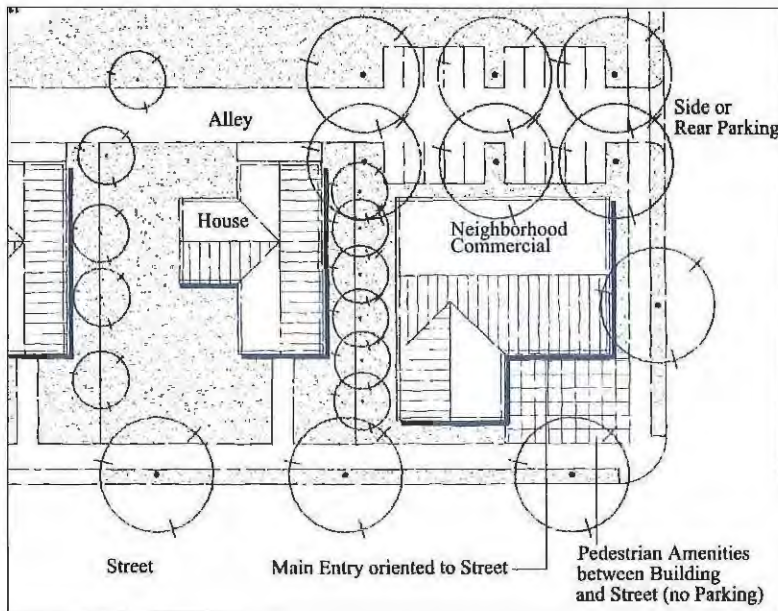 Alley
Side or
Rear Parking
House
Neighborhood
Commercial
Street
Main Entry oriented to Street
Pedestrian Amenities
between Building
and Street (no Parking)